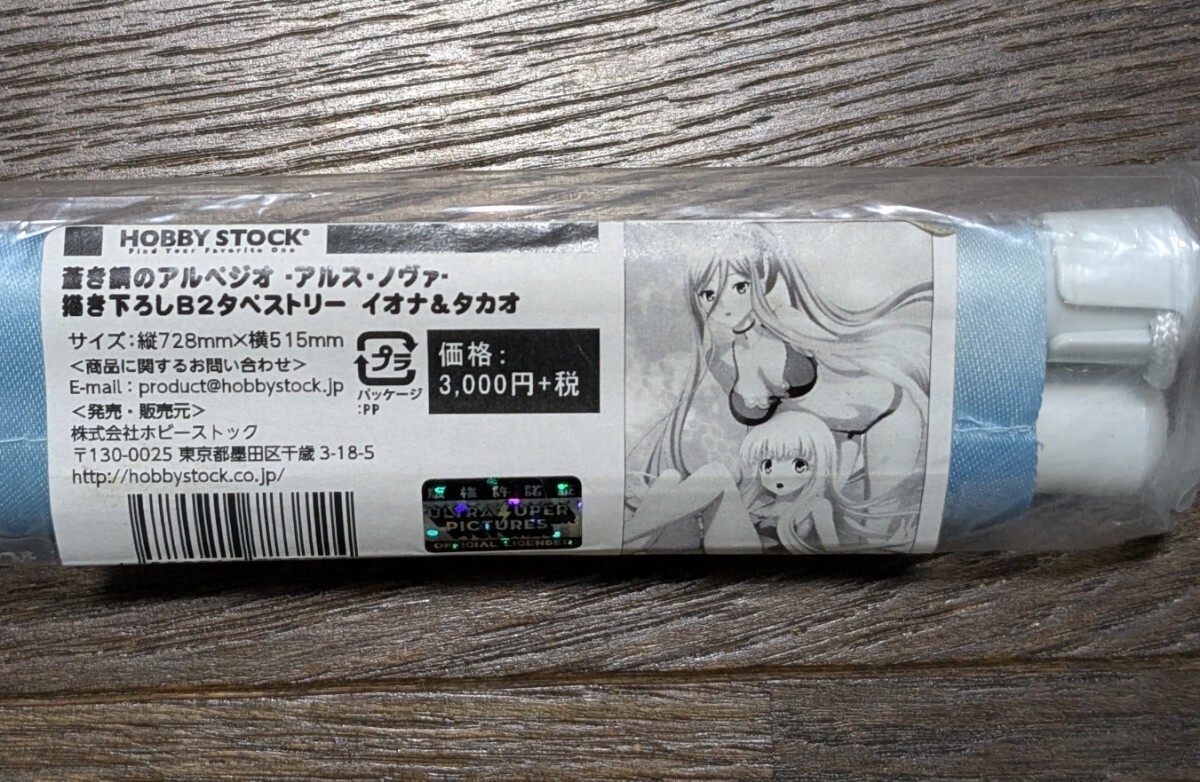 HOBBY STOCK®
Find Your Favorite One
蒼き鋼のアルペジオ -アルス・ノヴァ-
描き下ろしB2タペストリー イオナ&タカオ
サイズ：縦728mm×横515mm
<商品に関するお問い合わせ>
E-mail : product@hobbystock.jp
<発売・販売元>
株式会社ホビーストック
〒130-0025 東京都墨田区千歳 3-18-5
http://hobbystock.co.jp/
プラ
パッケージ
:PP
価格：
3,000円+税
版権許諾証
ULTRA SUPER
PICTURES
OFFICIAL LICENSED